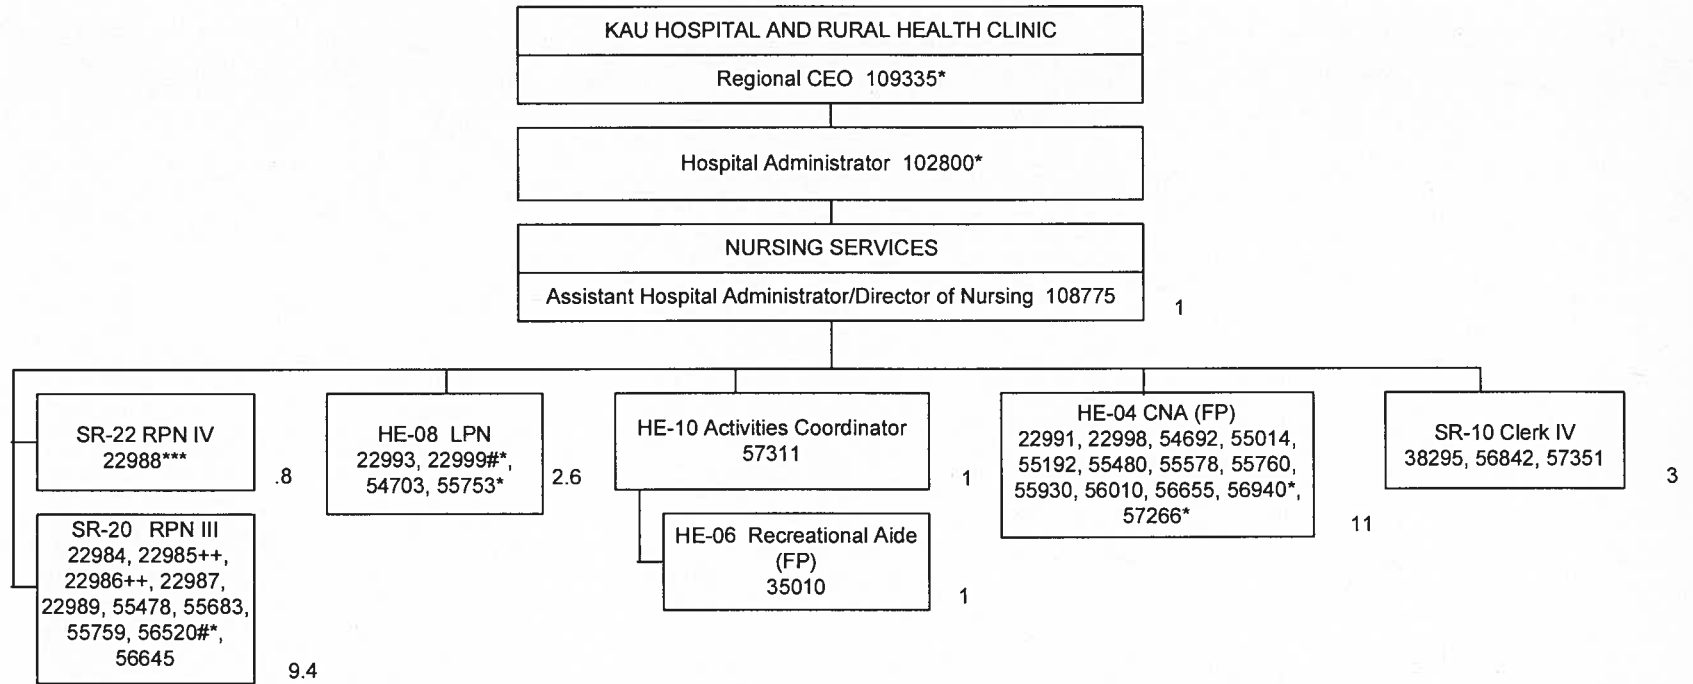 KAU HOSPITAL AND RURAL HEALTH CLINIC
Regional CEO 109335*
Hospital Administrator 102800*
NURSING SERVICES
Assistant Hospital Administrator/Director of Nursing 108775
1
SR-22 RPN IV
22988***
.8
SR-20 RPN III
22984, 22985++,
22986++, 22987,
22989, 55478, 55683,
55759, 56520#*,
56645
9.4
HE-08 LPN
22993, 22999#*,
54703, 55753*
2.6
HE-10 Activities Coordinator
57311
1
HE-06 Recreational Aide
(FP)
35010
1
HE-04 CNA (FP)
22991, 22998, 54692, 55014,
55192, 55480, 55578, 55760,
55930, 56010, 56655, 56940*,
57266*
11
SR-10 Clerk IV
38295, 56842, 57351
3